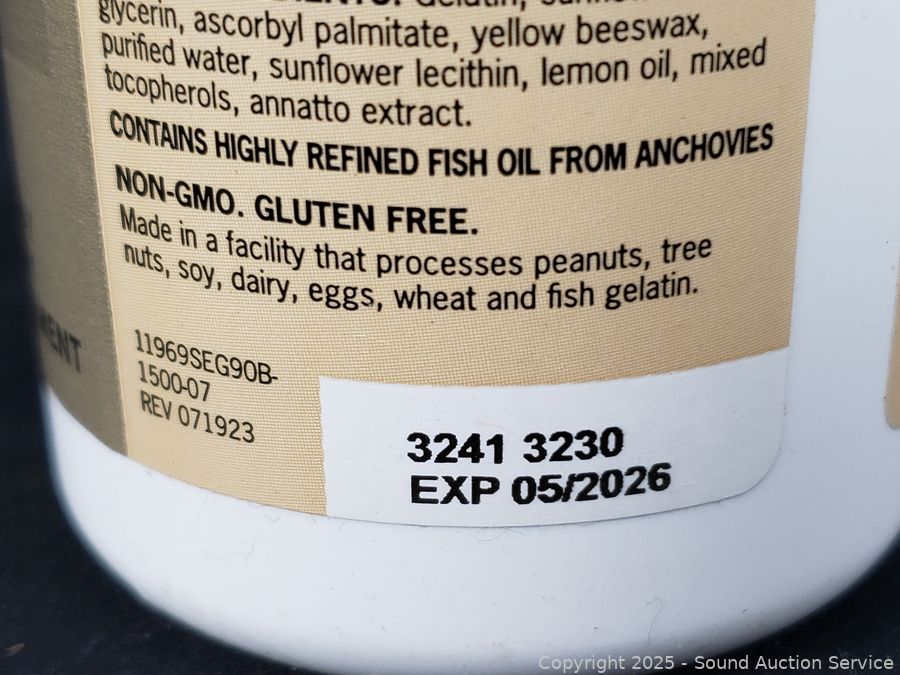 Gelatin,
glycerin, ascorbyl palmitate, yellow beeswax,
purified water, sunflower lecithin, lemon oil, mixed
tocopherols, annatto extract.
CONTAINS HIGHLY REFINED FISH OIL FROM ANCHOVIES
NON-GMO. GLUTEN FREE.
Made in a facility that processes peanuts, tree
nuts, soy, dairy, eggs, wheat and fish gelatin.
11969SEG90B-
1500-07
REV 071923
3241 3230
EXP 05/2026
Copyright 2025 - Sound Auction Service